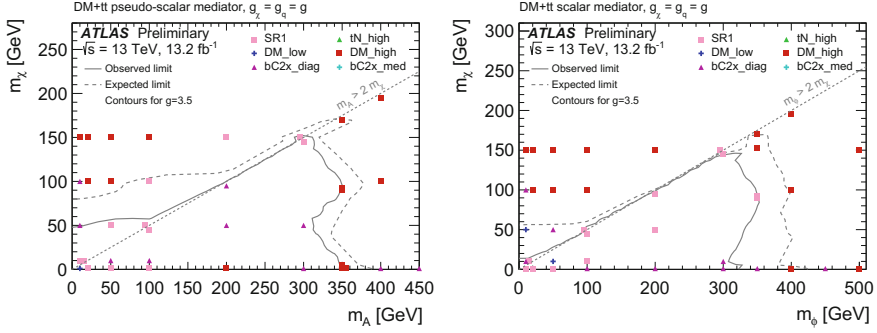 DM+tt pseudo-scalar mediator, gχ = gq = g
ATLAS Preliminary
√s = 13 TeV, 13.2 fb-1
Observed limit
Expected limit
Contours for g=3.5
SR1
DM_low
bC2x_diag
tN_high
DM_high
bC2x_med
mA > 2 mχ
mχ [GeV]
250
200
150
100
50
0
0 50 100 150 200 250 300 350 400 450
mA [GeV]
DM+tt scalar mediator, gχ = gq = g
ATLAS Preliminary
√s = 13 TeV, 13.2 fb-1
Observed limit
Expected limit
Contours for g=3.5
SR1
DM_low
bC2x_diag
tN_high
DM_high
bC2x_med
mϕ > 2 mχ
mχ [GeV]
300
250
200
150
100
50
0
0 100 200 300 400 500
mϕ [GeV]